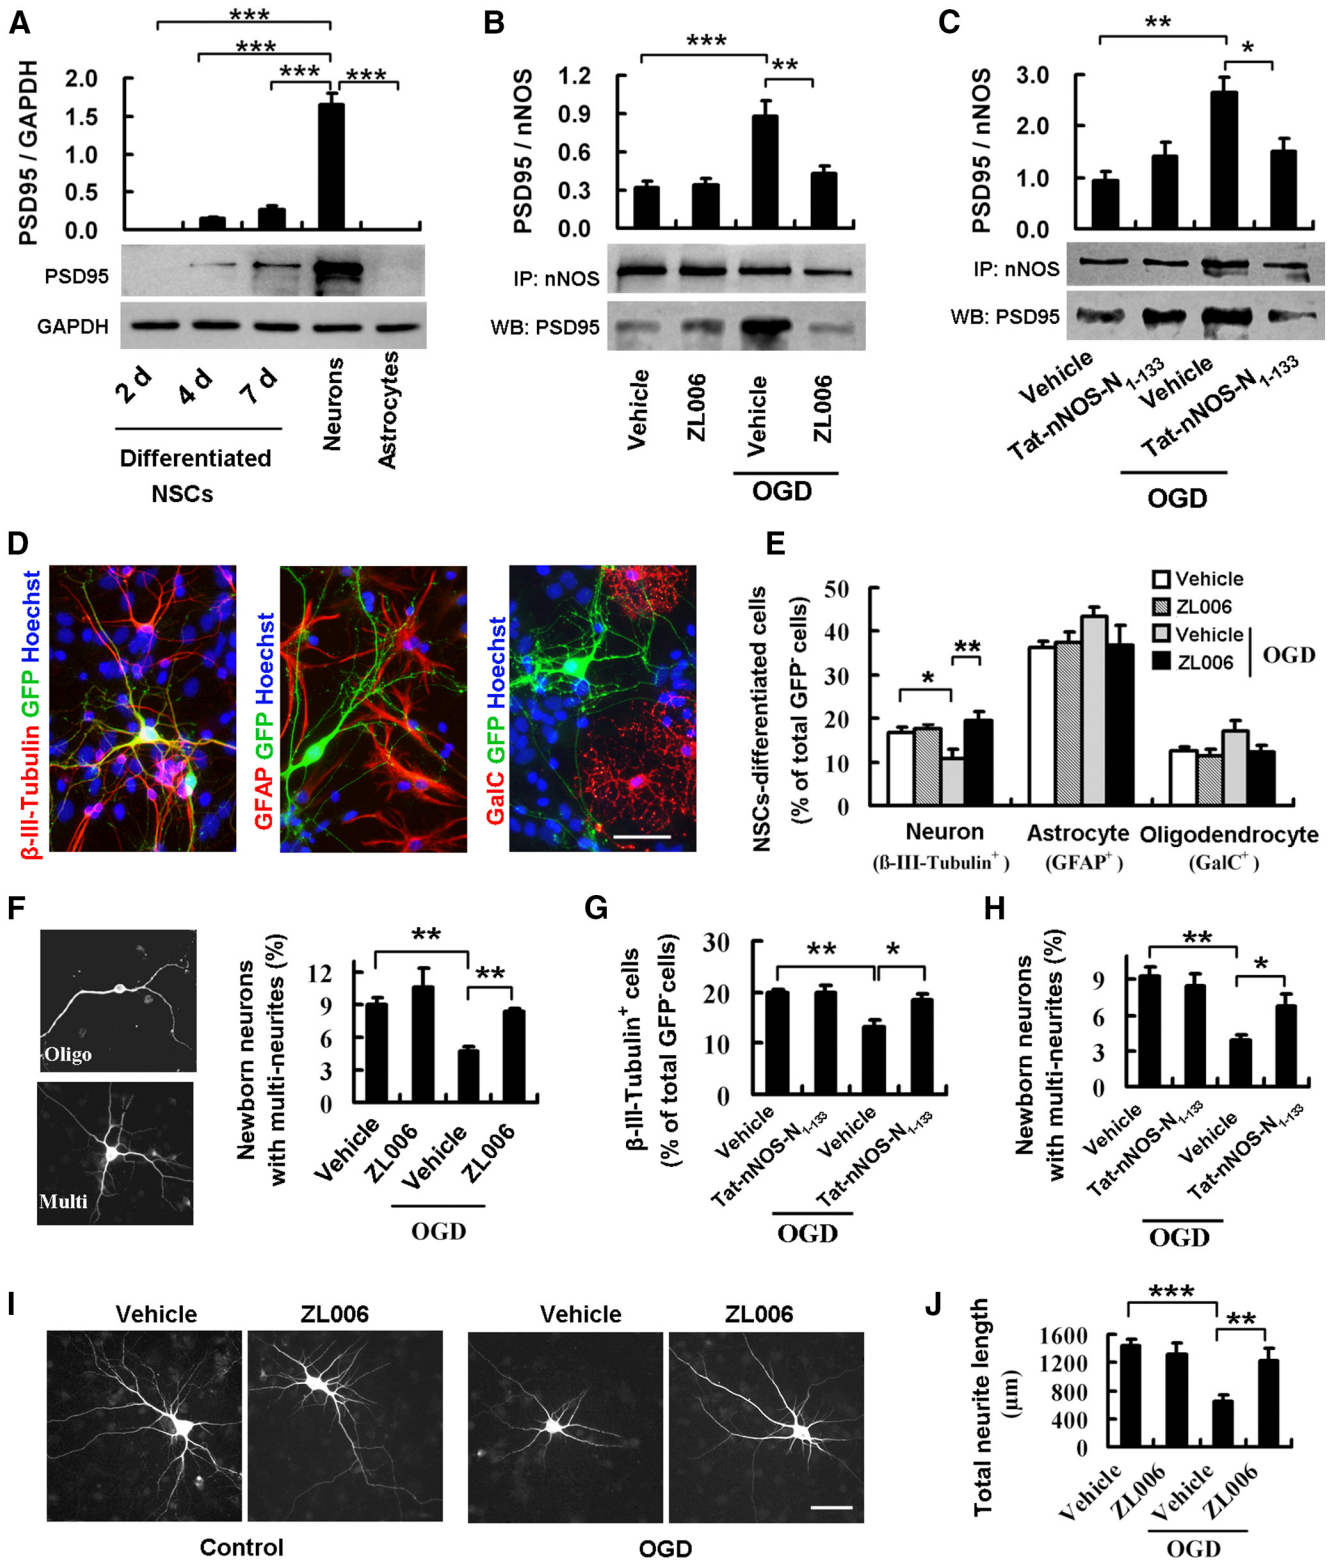 A
***
***
***
***
PSD95 / GAPDH
2.0
1.5
1.0
0.5
0.0
PSD95
GAPDH
2 d
4 d
7 d
Neurons
Astrocytes
Differentiated
NSCs
B
***
**
PSD95 / nNOS
1.2
0.9
0.6
0.3
0.0
IP: nNOS
WB: PSD95
Vehicle
ZL006
Vehicle
ZL006
OGD
C
**
*
PSD95 / nNOS
3.0
2.0
1.0
0.0
IP: nNOS
WB: PSD95
Vehicle
Tat-nNOS-N1-133
Vehicle
Tat-nNOS-N1-133
OGD
D
β-III-Tubulin GFP Hoechst
GFAP GFP Hoechst
GalC GFP Hoechst
E
NSCs-differentiated cells
(% of total GFP- cells)
50
40
30
20
10
0
*
**
Vehicle
ZL006
Vehicle
ZL006
OGD
Neuron
(ß-III-Tubulin+)
Astrocyte
(GFAP+)
Oligodendrocyte
(GalC+)
F
Oligo
Multi
Newborn neurons
with multi-neurites (%)
12
9
6
3
0
**
**
Vehicle
ZL006
Vehicle
ZL006
OGD
G
β-III-Tubulin+ cells
(% of total GFP-cells)
30
20
10
0
**
*
Vehicle
Tat-nNOS-N1-133
Vehicle
Tat-nNOS-N1-133
OGD
H
Newborn neurons
with multi-neurites (%)
9
6
3
0
**
*
Vehicle
Tat-nNOS-N1-133
Vehicle
Tat-nNOS-N1-133
OGD
I
Vehicle
ZL006
Vehicle
ZL006
Control
OGD
J
Total neurite length
(µm)
1600
1200
800
400
0
***
**
Vehicle
ZL006
Vehicle
ZL006
OGD